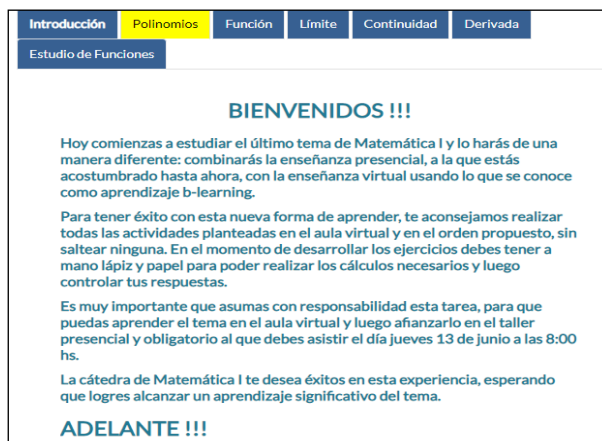 Introducción Polinomios Función Límite Continuidad Derivada
Estudio de Funciones
BIENVENIDOS !!!
Hoy comienzas a estudiar el último tema de Matemática I y lo harás de una
manera diferente: combinarás la enseñanza presencial, a la que estás
acostumbrado hasta ahora, con la enseñanza virtual usando lo que se conoce
como aprendizaje b-learning.
Para tener éxito con esta nueva forma de aprender, te aconsejamos realizar
todas las actividades planteadas en el aula virtual y en el orden propuesto, sin
saltear ninguna. En el momento de desarrollar los ejercicios debes tener a
mano lápiz y papel para poder realizar los cálculos necesarios y luego
controlar tus respuestas.
Es muy importante que asumas con responsabilidad esta tarea, para que
puedas aprender el tema en el aula virtual y luego afianzarlo en el taller
presencial y obligatorio al que debes asistir el día jueves 13 de junio a las 8:00
hs.
La cátedra de Matemática I te desea éxitos en esta experiencia, esperando
que logres alcanzar un aprendizaje significativo del tema.
ADELANTE !!!